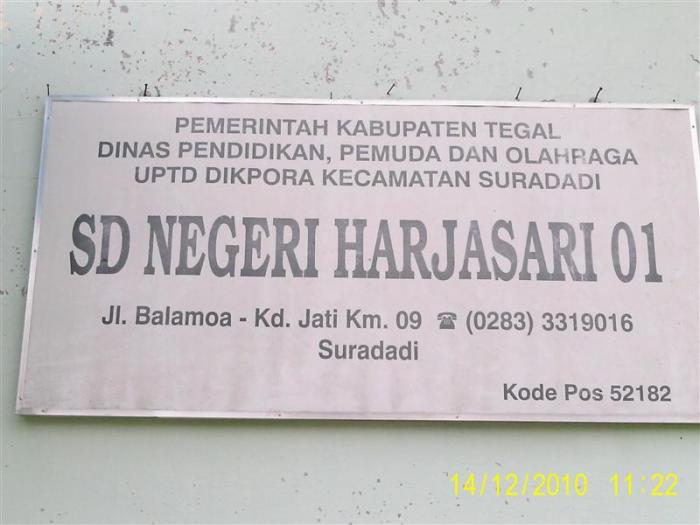 PEMERINTAH KABUPATEN TEGAL
DINAS PENDIDIKAN, PEMUDA DAN OLAHRAGA
UPTD DIKPORA KECAMATAN SURADADI
SD NEGERI HARJASARI 01
Jl. Balamoa - Kd. Jati Km. 09 ☎ (0283) 3319016
Suradadi
Kode Pos 52182
14/12/2010 11:22